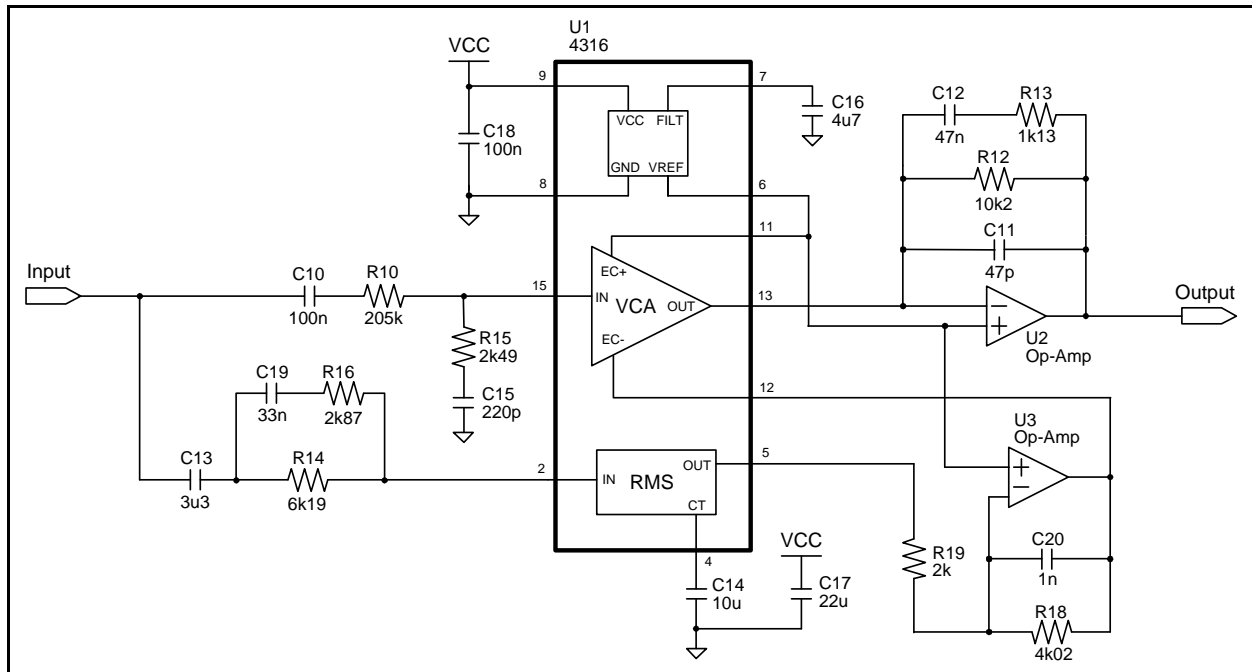 U1
4316
VCC
9
7
C18
100n
VCC
FILT
GND
VREF
C16
4u7
8
6
C12
47n
R13
1k13
R12
10k2
C11
47p
11
Input
C10
100n
R10
205k
15
EC+
IN
VCA
OUT
EC-
13
−
+
U2
Op-Amp
Output
R15
2k49
C15
220p
12
C19
33n
R16
2k87
C13
3u3
R14
6k19
2
IN
RMS
OUT
CT
5
U3
Op-Amp
+
−
4
C14
10u
VCC
C17
22u
R19
2k
C20
1n
R18
4k02